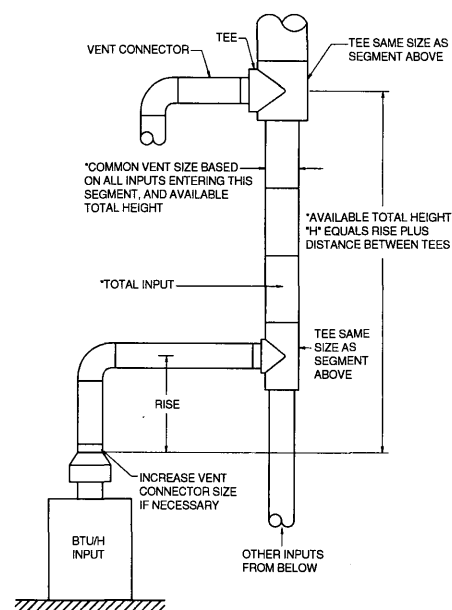 TEE
VENT CONNECTOR
TEE SAME SIZE AS
SEGMENT ABOVE
*COMMON VENT SIZE BASED
ON ALL INPUTS ENTERING THIS
SEGMENT, AND AVAILABLE
TOTAL HEIGHT
*AVAILABLE TOTAL HEIGHT
"H" EQUALS RISE PLUS
DISTANCE BETWEEN TEES
*TOTAL INPUT
TEE SAME
SIZE AS
SEGMENT
ABOVE
RISE
INCREASE VENT
CONNECTOR SIZE
IF NECESSARY
BTU/H
INPUT
OTHER INPUTS
FROM BELOW